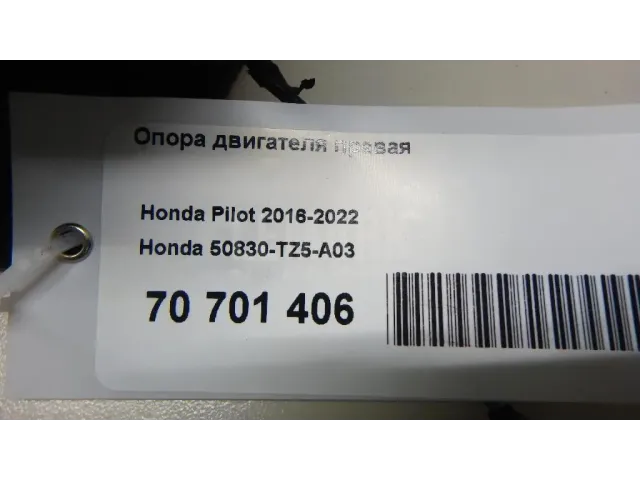 Опора двигателя правая
Honda Pilot 2016-2022
Honda 50830-TZ5-A03
70 701 406